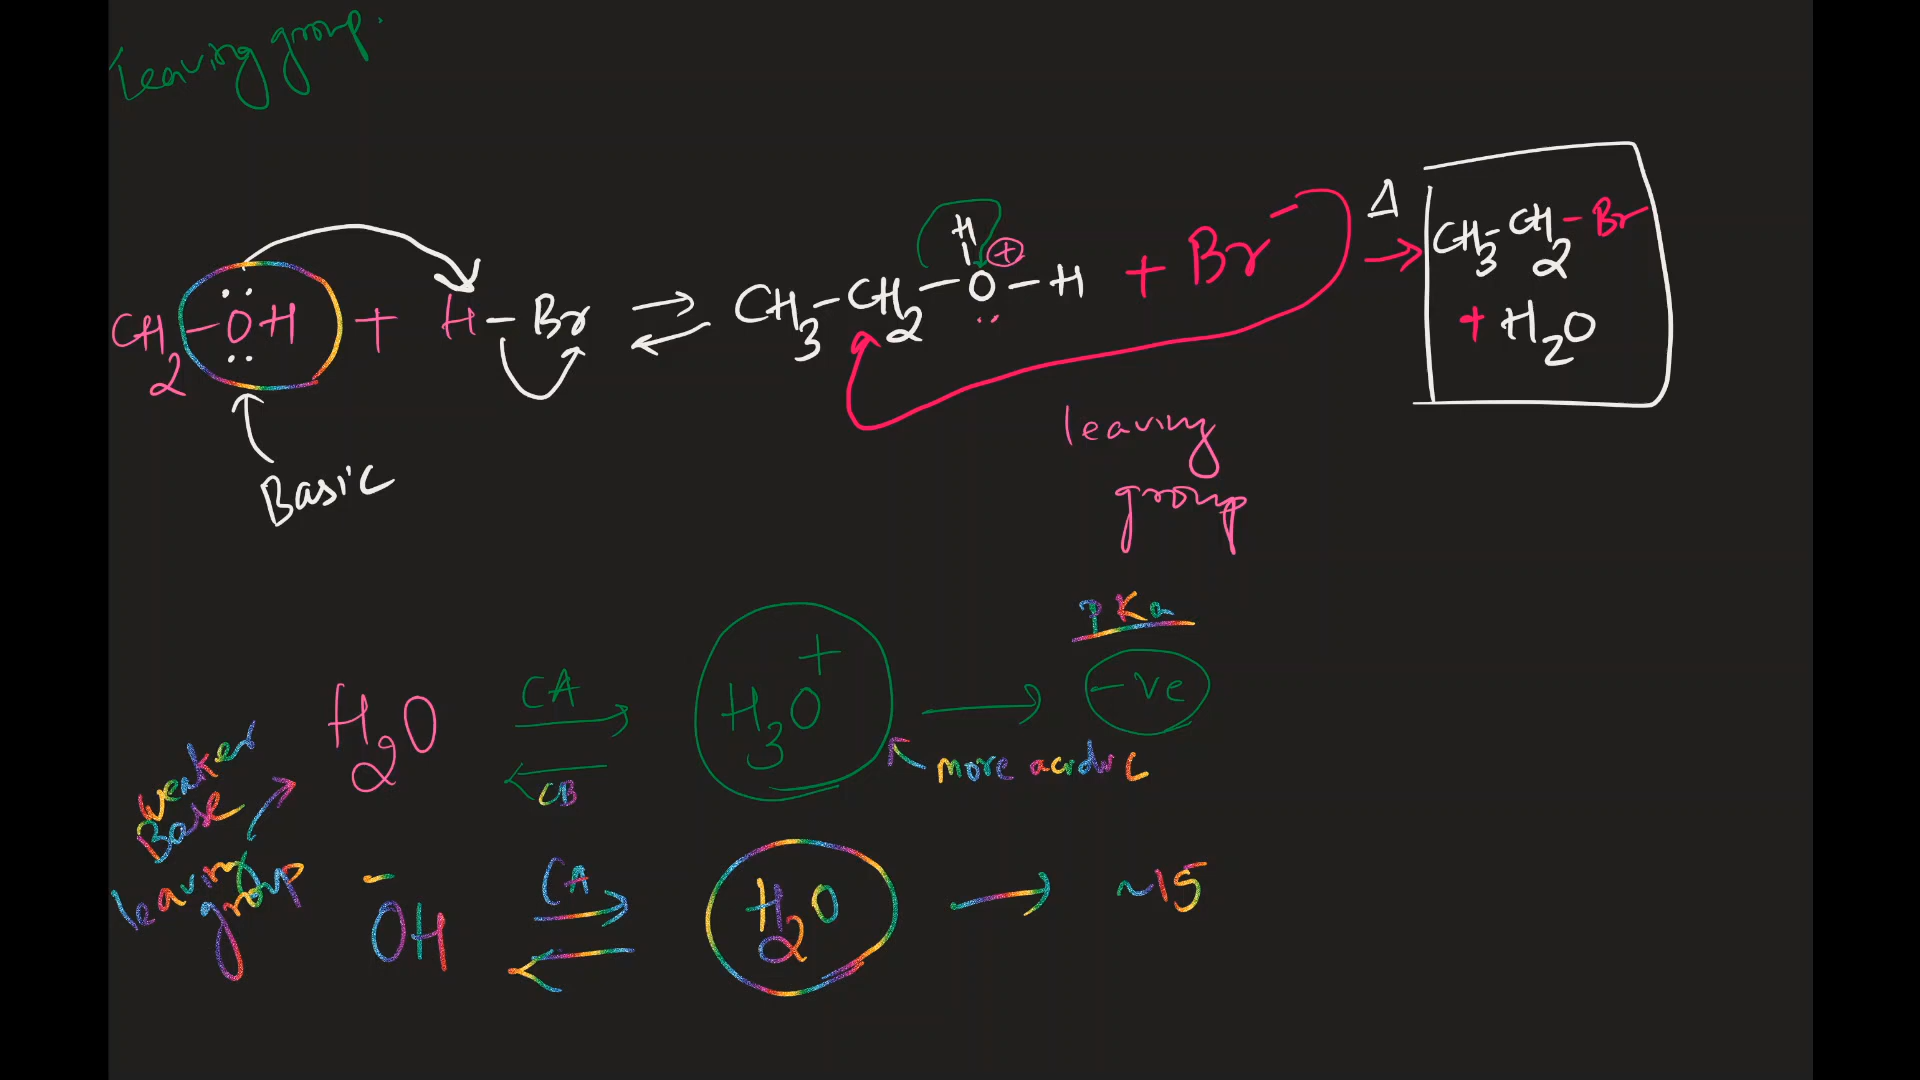 leaving group.
CH2-OH + H-Br ⇌ CH3-CH2-O-H + Br- Δ → CH3-CH2-Br
H
+
+ H2O
Basic
leaving
group
pKa
H2O CA ⇌ CB H3O+ → -ve
more acidic
weaker
Base
leaving
group
-OH CA ⇌ H2O → ~15